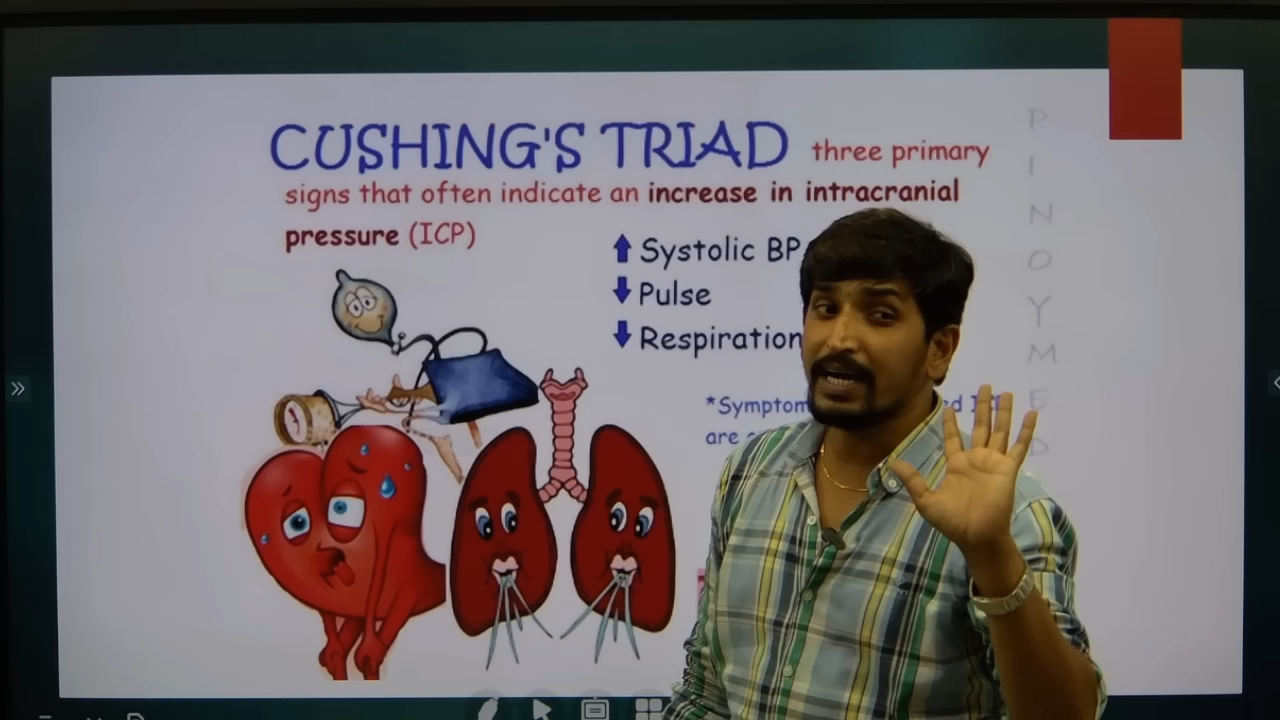 CUSHING'S TRIAD three primary
signs that often indicate an increase in intracranial
pressure (ICP)
Systolic BP
Pulse
Respiration
*Symptom
are
P
I
N
O
Y
M
E
D